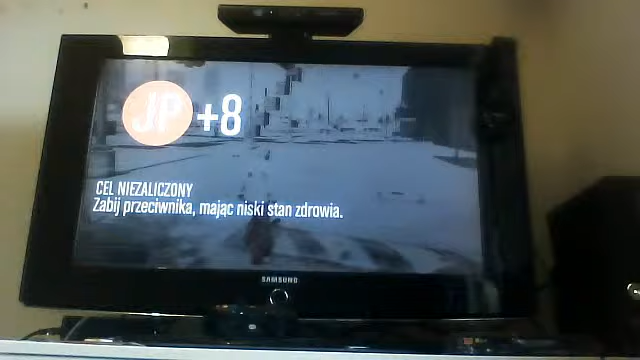 JP +8
CEL NIEZALICZONY
Zabij przeciwnika, mając niski stan zdrowia.
SAMSUNG